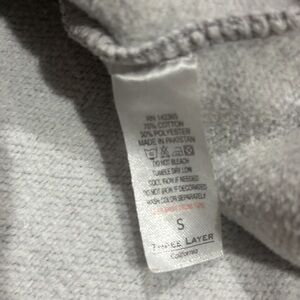 RN 142365
70% COTTON
30% POLYESTER
MADE IN PAKISTAN
DO NOT BLEACH
TUMBLE DRY LOW
COOL IRON IF NEEDED
DO NOT IRON IF DECORATED
WASH COLOR SEPARATELY
S
THREE LAYER
California